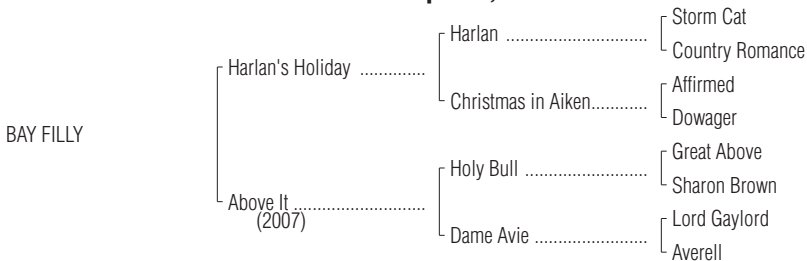 Storm Cat
Harlan ................................
Country Romance
Harlan's Holiday ..............
Affirmed
Christmas in Aiken............
Dowager
BAY FILLY
Great Above
Holy Bull ............................
Sharon Brown
Above It ............................
(2007)
Lord Gaylord
Dame Avie ..........................
Averell